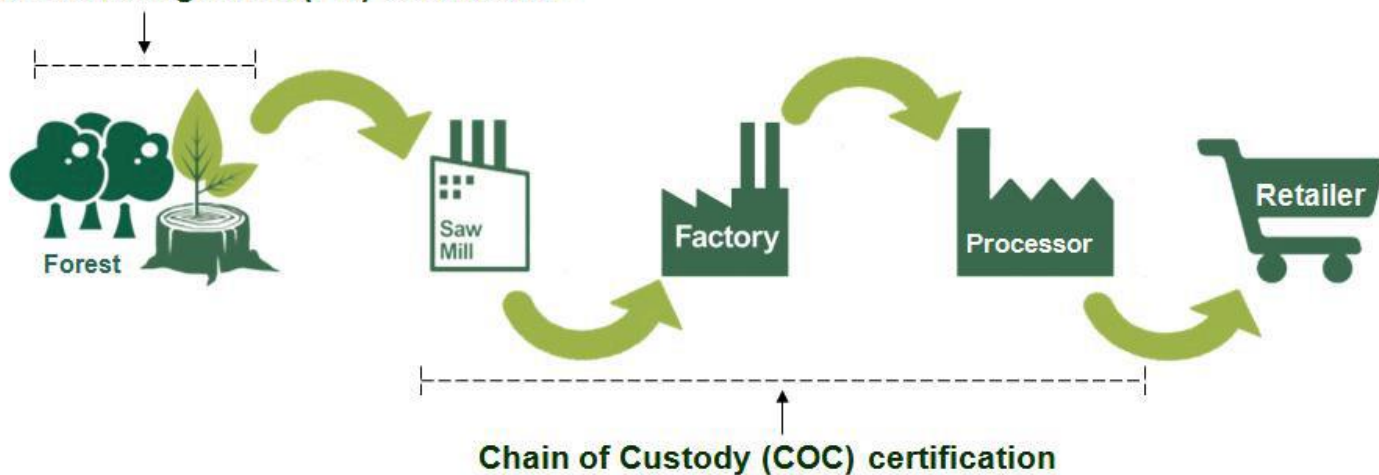 Forest
Saw
Mill
Factory
Processor
Retailer
Chain of Custody (COC) certification